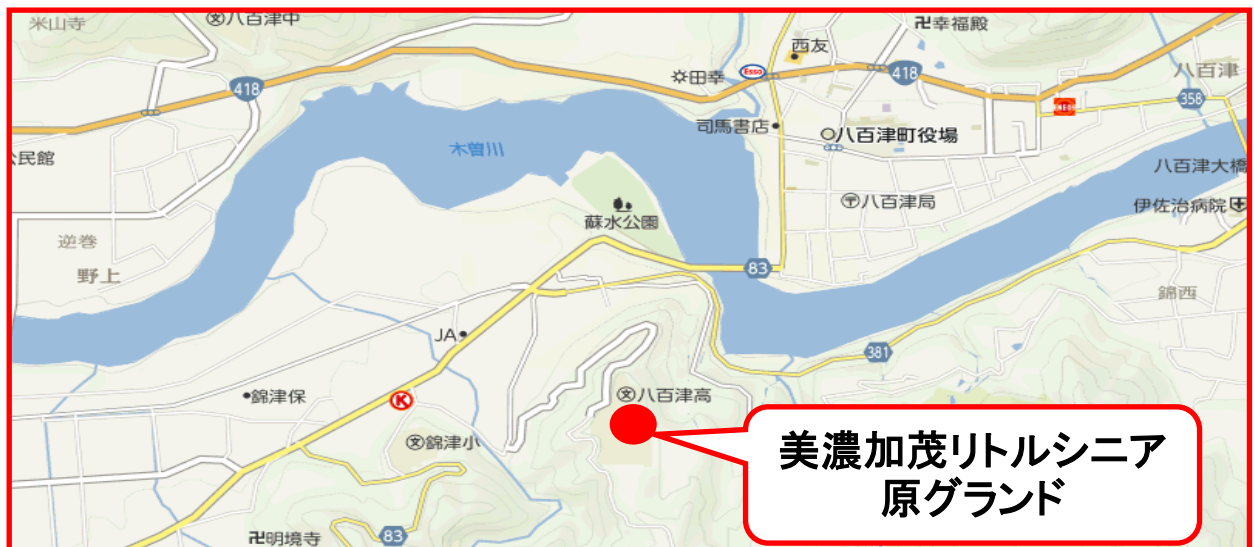 米山寺
八百津中
卍幸福殿
西友
418
田幸
Esso
418
八百津
358
司馬書店
八百津町役場
木曽川
公民館
八百津大橋
八百津局
伊佐治病院
蘇水公園
逆巻
野上
83
錦西
JA
381
錦津保
K
文八百津高
文錦津小
美濃加茂リトルシニア
原グランド
卍明境寺
83